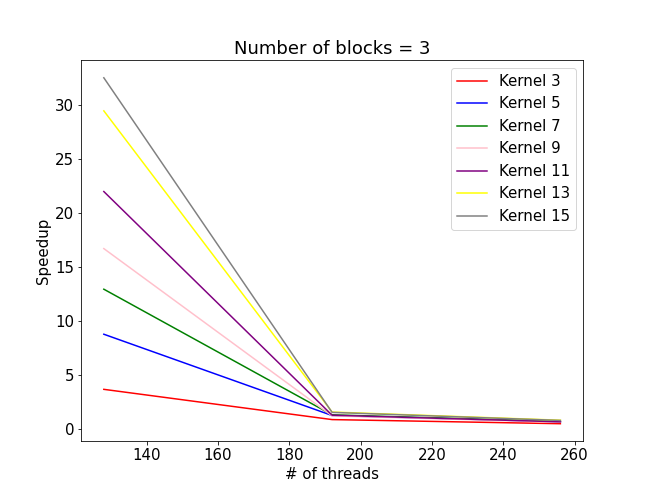 Number of blocks = 3
Kernel 3
Kernel 5
Kernel 7
Kernel 9
Kernel 11
Kernel 13
Kernel 15
Speedup
30
25
20
15
10
5
0
140 160 180 200 220 240 260
# of threads